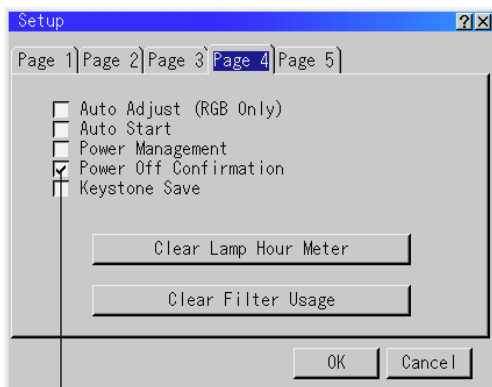 Setup
Page 1 Page 2 Page 3 Page 4 Page 5
Auto Adjust (RGB Only)
Auto Start
Power Management
Power Off Confirmation
Keystone Save
Clear Lamp Hour Meter
Clear Filter Usage
OK Cancel